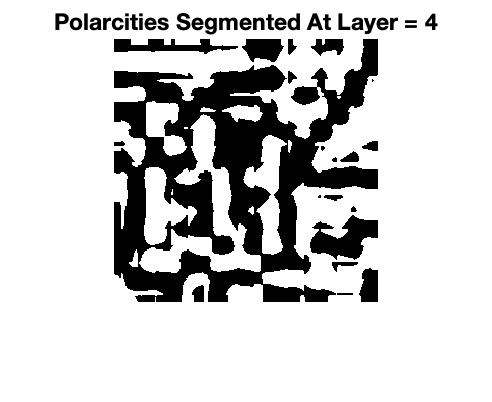 Polarcities Segmented At Layer = 4